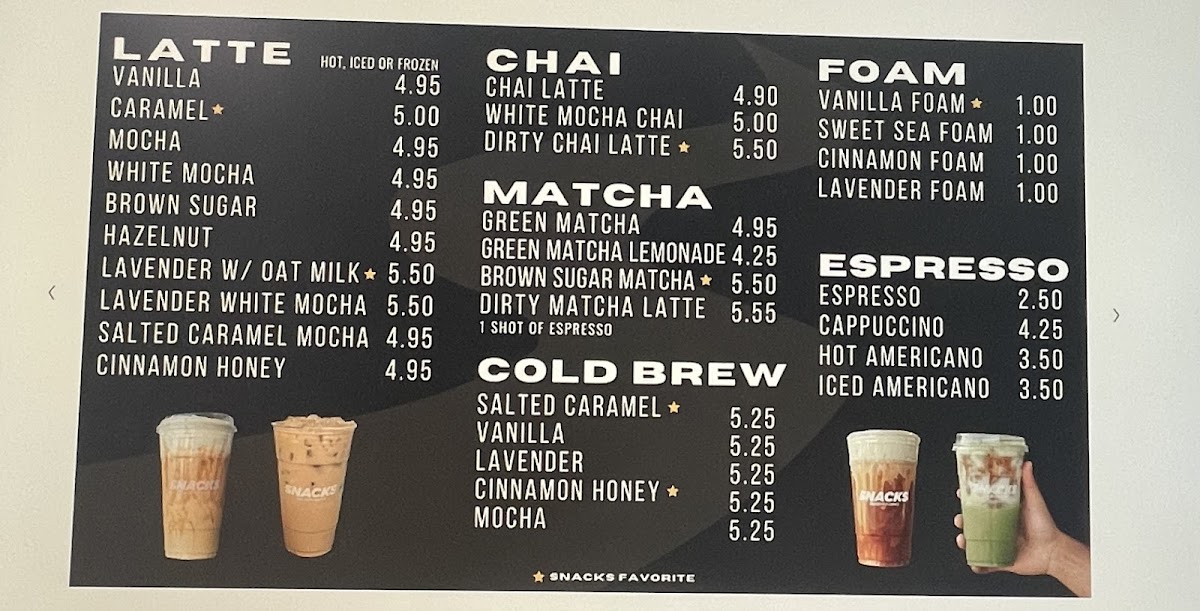 LATTE HOT, ICED OR FROZEN
VANILLA 4.95
CARAMEL★ 5.00
MOCHA 4.95
WHITE MOCHA 4.95
BROWN SUGAR 4.95
HAZELNUT 4.95
LAVENDER W/ OAT MILK★ 5.50
LAVENDER WHITE MOCHA 5.50
SALTED CARAMEL MOCHA 4.95
CINNAMON HONEY 4.95
SNACKS
SNACKS
CHAI
CHAI LATTE 4.90
WHITE MOCHA CHAI 5.00
DIRTY CHAI LATTE ★ 5.50
MATCHA
GREEN MATCHA 4.95
GREEN MATCHA LEMONADE 4.25
BROWN SUGAR MATCHA ★ 5.50
DIRTY MATCHA LATTE 5.55
1 SHOT OF ESPRESSO
COLD BREW
SALTED CARAMEL ★ 5.25
VANILLA 5.25
LAVENDER 5.25
CINNAMON HONEY ★ 5.25
MOCHA 5.25
★ SNACKS FAVORITE
FOAM
VANILLA FOAM ★ 1.00
SWEET SEA FOAM 1.00
CINNAMON FOAM 1.00
LAVENDER FOAM 1.00
ESPRESSO
ESPRESSO 2.50
CAPPUCCINO 4.25
HOT AMERICANO 3.50
ICED AMERICANO 3.50
SNACKS
SNACKS